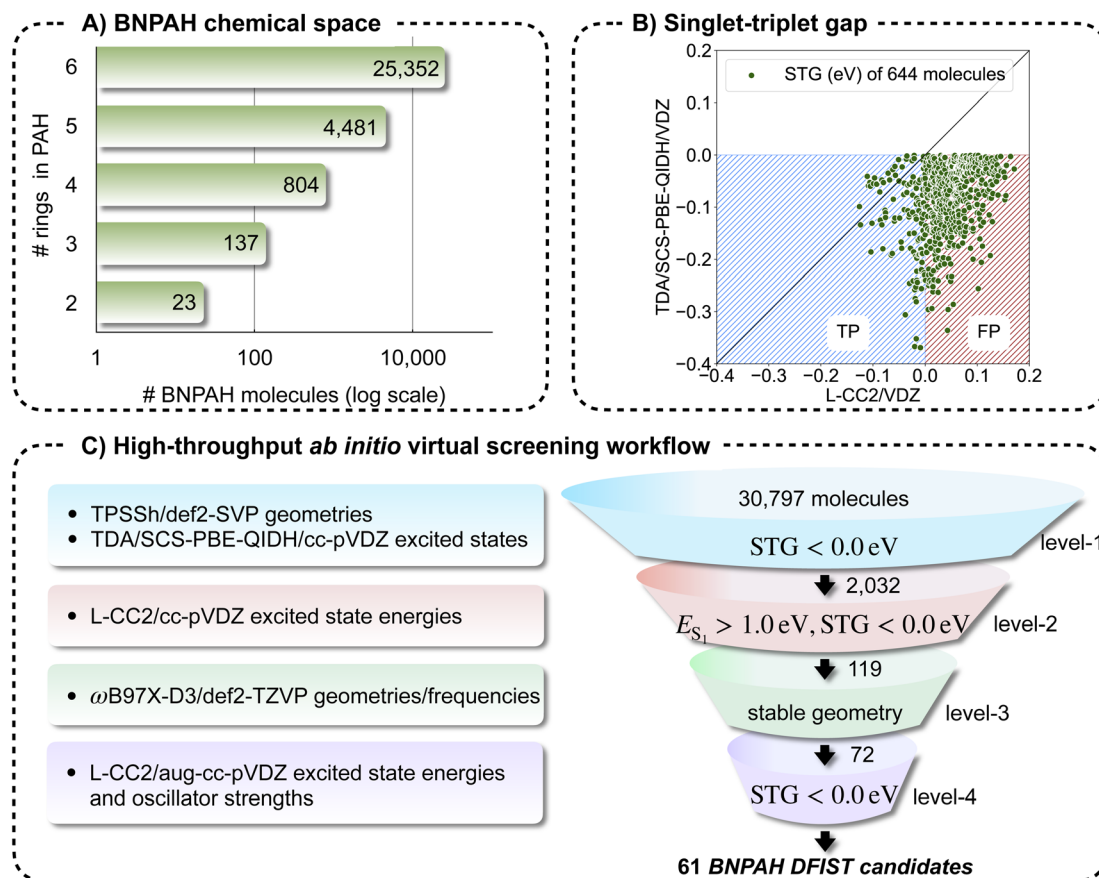 A) BNPAH chemical space
# rings in PAH
6
25,352
5
4,481
4
804
3
137
2
23
1
100
10,000
# BNPAH molecules (log scale)
B) Singlet-triplet gap
TDA/SCS-PBE-QIDH/VDZ
0.2
0.1
0.0
−0.1
−0.2
−0.3
−0.4
STG (eV) of 644 molecules
TP
FP
−0.4
−0.3
−0.2
−0.1
0.0
0.1
0.2
L-CC2/VDZ
C) High-throughput ab initio virtual screening workflow
• TPSSh/def2-SVP geometries
• TDA/SCS-PBE-QIDH/cc-pVDZ excited states
• L-CC2/cc-pVDZ excited state energies
• ωB97X-D3/def2-TZVP geometries/frequencies
• L-CC2/aug-cc-pVDZ excited state energies
and oscillator strengths
30,797 molecules
STG < 0.0 eV
level-1
2,032
E_S₁ > 1.0 eV, STG < 0.0 eV
level-2
119
stable geometry
level-3
72
STG < 0.0 eV
level-4
61 BNPAH DFIST candidates